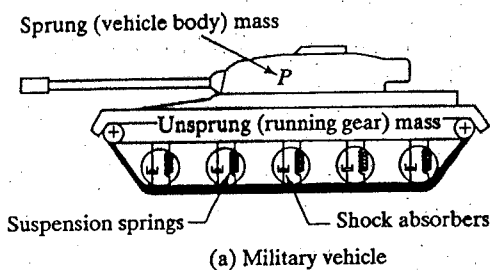 Sprung (vehicle body) mass
P
Unsprung (running gear) mass
Suspension springs
Shock absorbers
(a) Military vehicle